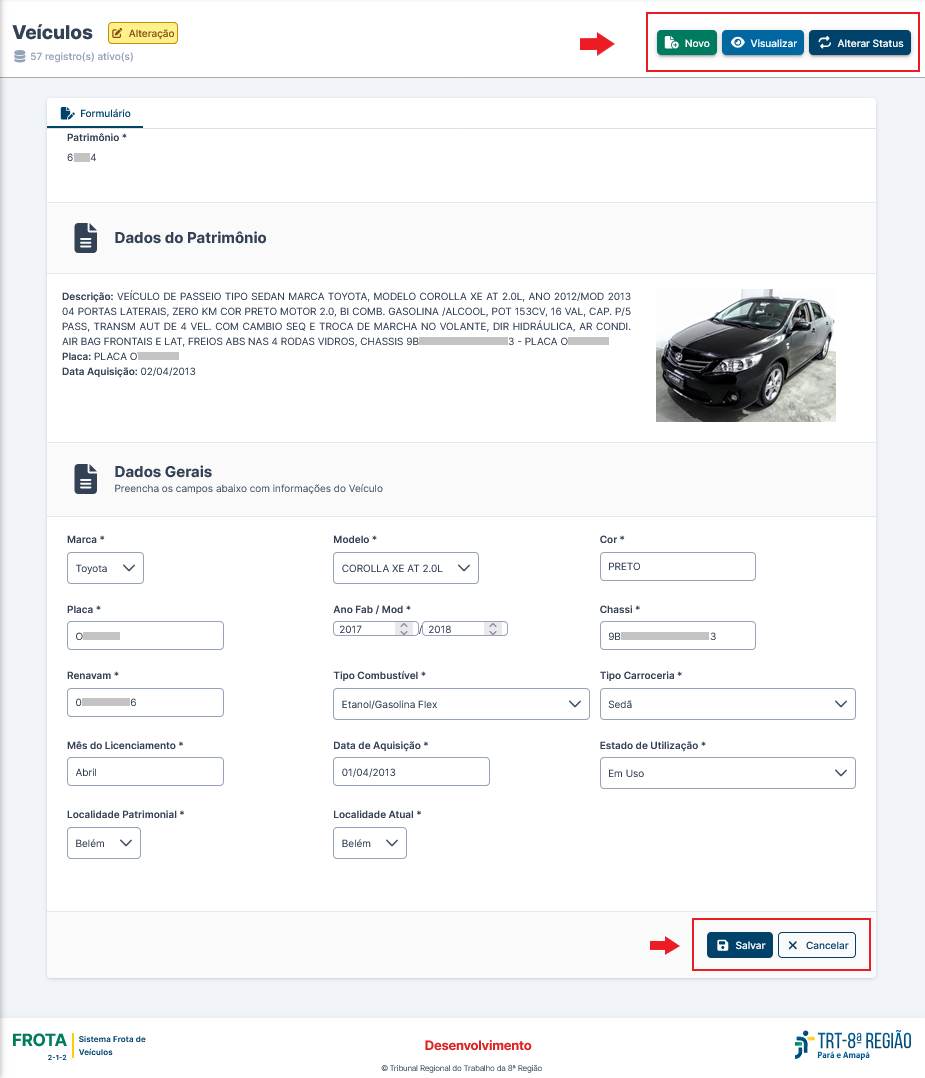 Veículos
Alteração
57 registro(s) ativo(s)
Novo
Visualizar
Alterar Status
Formulário
Patrimônio *
6 4
Dados do Patrimônio
Descrição: VEÍCULO DE PASSEIO TIPO SEDAN MARCA TOYOTA, MODELO COROLLA XE AT 2.0L, ANO 2012/MOD 2013
04 PORTAS LATERAIS, ZERO KM COR PRETO MOTOR 2.0, BI COMB. GASOLINA /ALCOOL, POT 153CV, 16 VAL, CAP. P/5
PASS, TRANSM AUT DE 4 VEL. COM CAMBIO SEQ E TROCA DE MARCHA NO VOLANTE, DIR HIDRÁULICA, AR CONDI.
AIR BAG FRONTAIS E LAT, FREIOS ABS NAS 4 RODAS VIDROS, CHASSIS 9B 3 - PLACA O
Placa: PLACA O
Data Aquisição: 02/04/2013
Dados Gerais
Preencha os campos abaixo com informações do Veículo
Marca *
Modelo *
Cor *
Toyota
COROLLA XE AT 2.0L
PRETO
Placa *
Ano Fab / Mod *
Chassi *
O
2017 / 2018
9B 3
Renavam *
Tipo Combustível *
Tipo Carroceria *
0 6
Etanol/Gasolina Flex
Sedã
Mês do Licenciamento *
Data de Aquisição *
Estado de Utilização *
Abril
01/04/2013
Em Uso
Localidade Patrimonial *
Localidade Atual *
Belém
Belém
Salvar
Cancelar
FROTA
2-1-2
Sistema Frota de
Veículos
Desenvolvimento
© Tribunal Regional do Trabalho da 8ª Região
TRT-8ª REGIÃO
Pará e Amapá